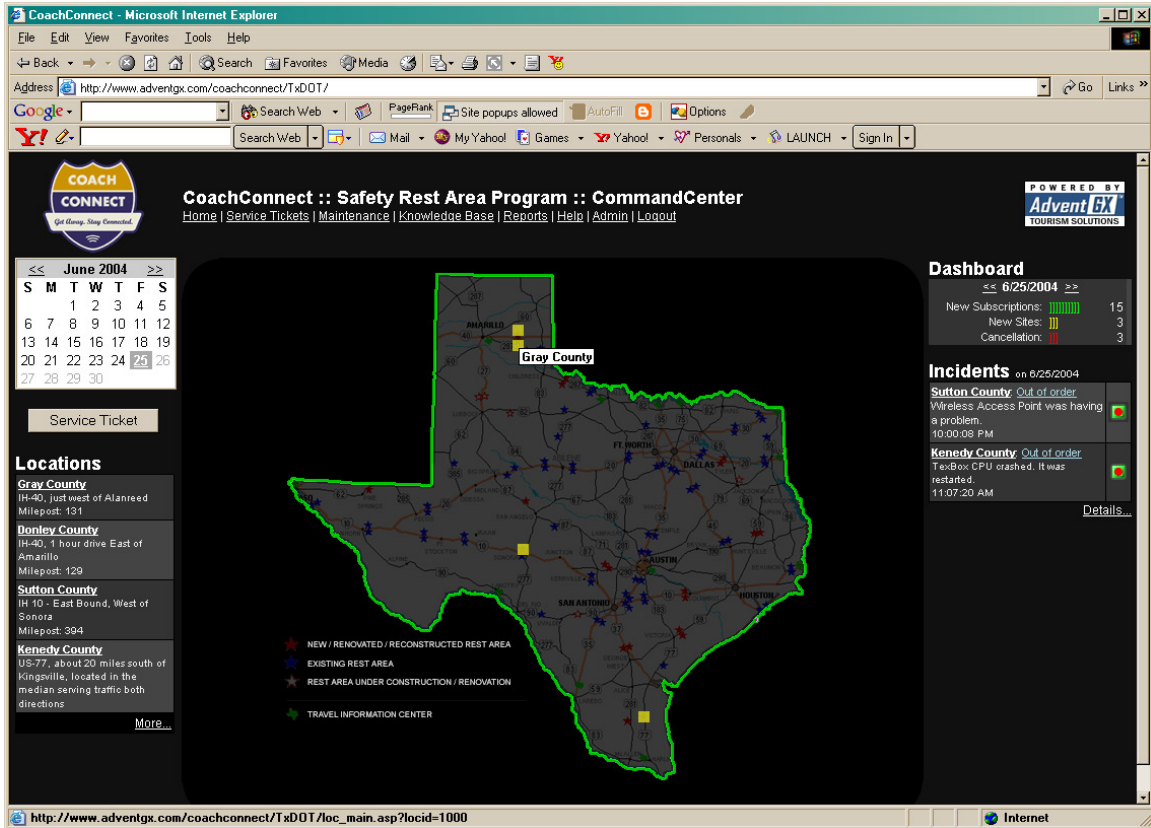 CoachConnect - Microsoft Internet Explorer
File Edit View Favorites Tools Help
Back Search Favorites Media
Address http://www.adventgx.com/coachconnect/TxDOT/ Go Links »
Google Search Web PageRank Site popups allowed AutoFill Options
Y! Search Web Mail My Yahoo! Games Yahoo! Personals LAUNCH Sign In
COACH
CONNECT
Get Away. Stay Connected.
CoachConnect :: Safety Rest Area Program :: CommandCenter
Home | Service Tickets | Maintenance | Knowledge Base | Reports | Help | Admin | Logout
POWERED BY
Advent GX
TOURISM SOLUTIONS
<< June 2004 >>
S M T W T F S
1 2 3 4 5
6 7 8 9 10 11 12
13 14 15 16 17 18 19
20 21 22 23 24 25 26
27 28 29 30
Service Ticket
Locations
Gray County
IH-40, just west of Alanreed
Milepost: 131
Donley County
IH-40, 1 hour drive East of
Amarillo
Milepost: 129
Sutton County
IH 10 - East Bound, West of
Sonora
Milepost: 394
Kenedy County
US-77, about 20 miles south of
Kingsville, located in the
median serving traffic both
directions
More...
AMARILLO
Gray County
FT. WORTH
DALLAS
AUSTIN
HOUSTON
SAN ANTONIO
NEW / RENOVATED / RECONSTRUCTED REST AREA
EXISTING REST AREA
REST AREA UNDER CONSTRUCTION / RENOVATION
TRAVEL INFORMATION CENTER
Dashboard
<< 6/25/2004 >>
New Subscriptions: 15
New Sites: 3
Cancellation: 3
Incidents on 6/25/2004
Sutton County: Out of order
Wireless Access Point was having
a problem.
10:00:08 PM
Kenedy County: Out of order
TexBox CPU crashed. It was
restarted.
11:07:20 AM
Details...
http://www.adventgx.com/coachconnect/TxDOT/loc_main.asp?locid=1000
Internet